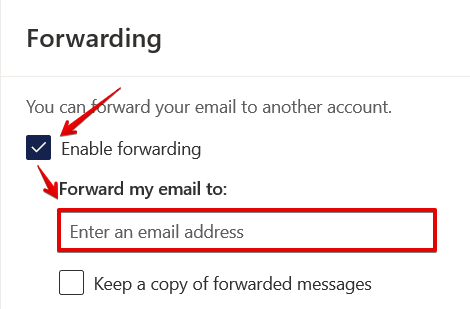 Forwarding
You can forward your email to another account.
Enable forwarding
Forward my email to:
Enter an email address
Keep a copy of forwarded messages